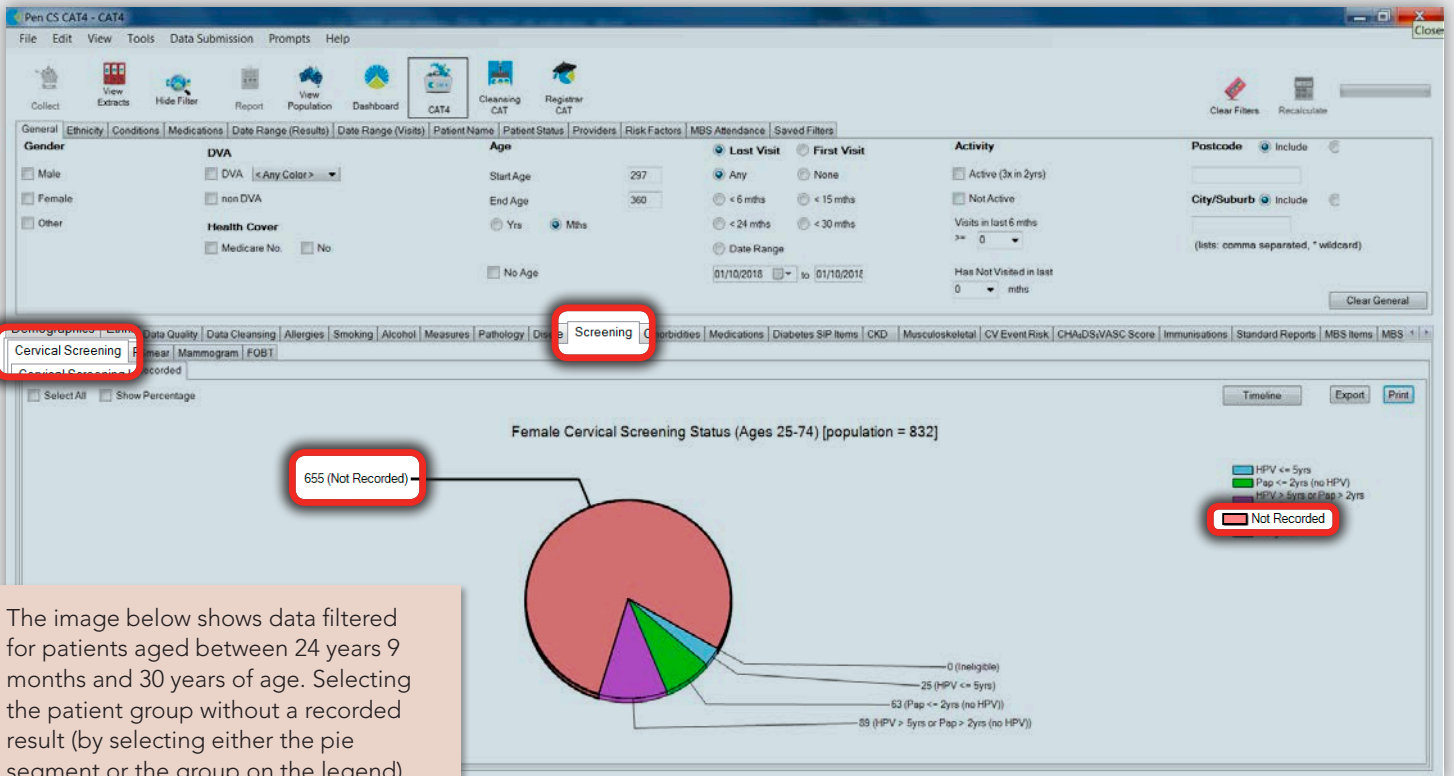 Pen CS CAT4 - CAT4
Close
File Edit View Tools Data Submission Prompts Help
Collect View Extracts Hide Filter Report View Population Dashboard CAT4 Cleansing CAT Registrar CAT Clear Filters Recalculate
General Ethnicity Conditions Medications Date Range (Results) Date Range (Visits) Patient Name Patient Status Providers Risk Factors MBS Attendance Saved Filters
Gender DVA Age Last Visit First Visit Activity Postcode Include
Male DVA <Any Color> Start Age 297 Any None Active (3x in 2yrs)
Female non DVA End Age 360 < 6 mths < 15 mths Not Active City/Suburb Include
Other Health Cover Yrs Mths < 24 mths < 30 mths Visits in last 6 mths
Medicare No. No Date Range >= 0 (lists: comma separated, * wildcard)
No Age 01/10/2018 to 01/10/2018 Has Not Visited in last
0 mths Clear General
Data Quality Data Cleansing Allergies Smoking Alcohol Measures Pathology Screening Medications Diabetes SIP Items CKD Musculoskeletal CV Event Risk CHA₂DS₂VASC Score Immunisations Standard Reports MBS Items MBS
Cervical Screening Mammogram FOBT
Select All Show Percentage Timeline Export Print
Female Cervical Screening Status (Ages 25-74) [population = 832]
655 (Not Recorded)
HPV <= 5yrs
Pap <= 2yrs (no HPV)
HPV > 5yrs or Pap > 2yrs
Not Recorded
0 (Ineligible)
25 (HPV <= 5yrs)
63 (Pap <= 2yrs (no HPV))
89 (HPV > 5yrs or Pap > 2yrs (no HPV))
The image below shows data filtered
for patients aged between 24 years 9
months and 30 years of age. Selecting
the patient group without a recorded
result (by selecting either the pie
segment or the group on the legend)